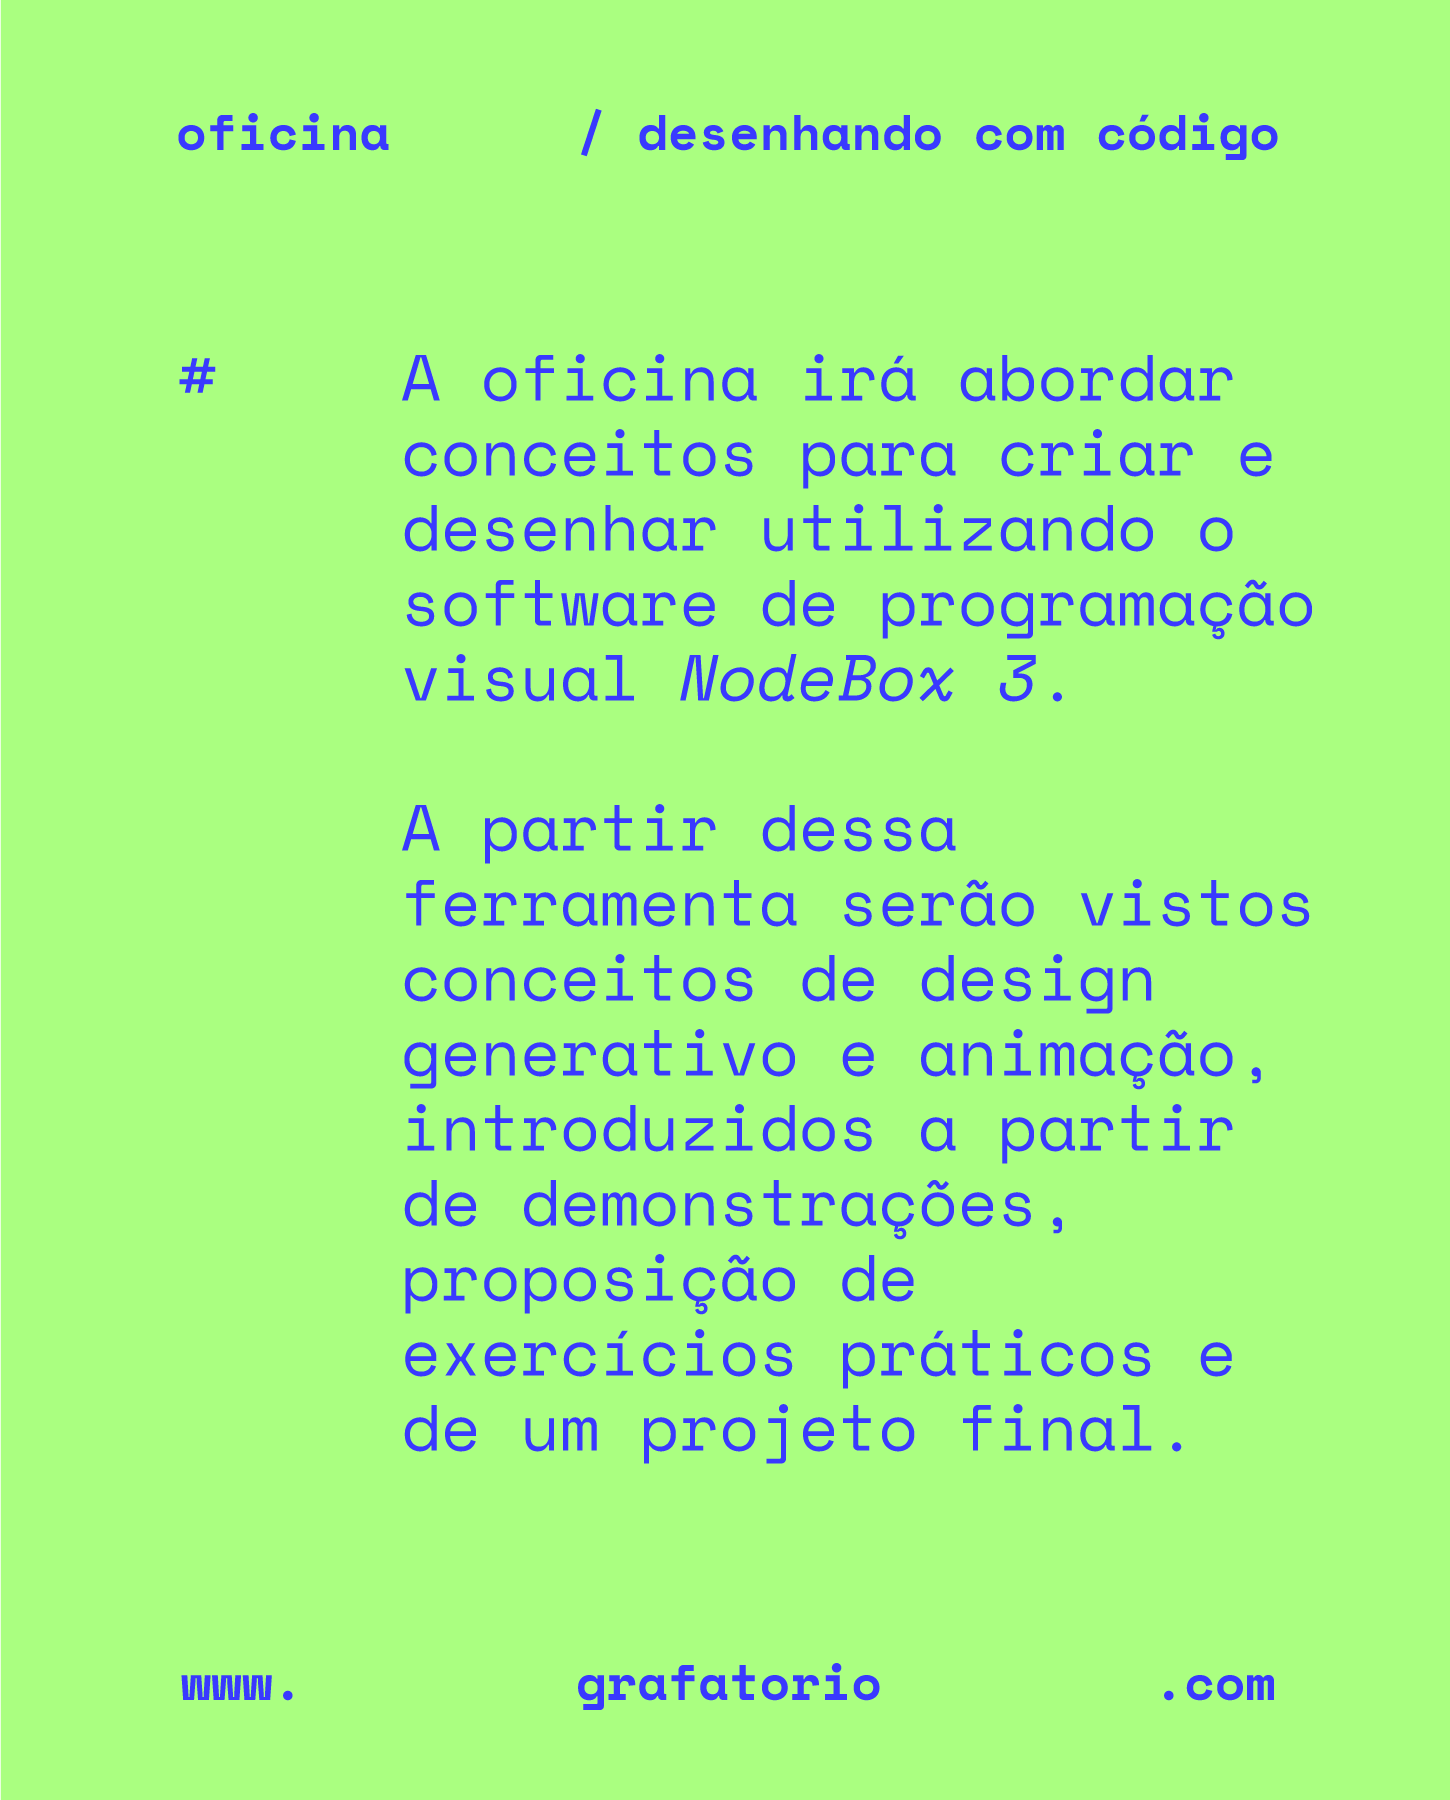 oficina / desenhando com código
# A oficina irá abordar
conceitos para criar e
desenhar utilizando o
software de programação
visual NodeBox 3.
A partir dessa
ferramenta serão vistos
conceitos de design
generativo e animação,
introduzidos a partir
de demonstrações,
proposição de
exercícios práticos e
de um projeto final.
www. grafatorio .com